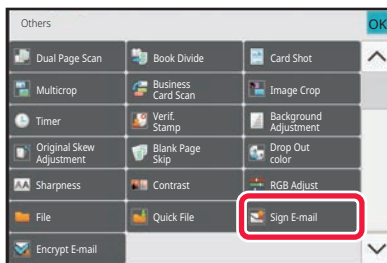 Others
OK
Dual Page Scan
Book Divide
Card Shot
Multicrop
Business
Card Scan
Image Crop
Timer
Verif.
Stamp
Background
Adjustment
Original Skew
Adjustment
Blank Page
Skip
Drop Out
color
Sharpness
Contrast
RGB Adjust
File
Quick File
Sign E-mail
Encrypt E-mail